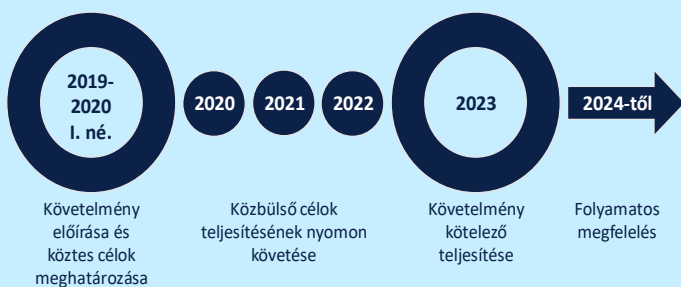 2019-
2020
I. né.
2020
2021
2022
2023
2024-től
Követelmény
előírása és
köztes célok
meghatározása
Közbülső célok
teljesítésének nyomon
követése
Követelmény
kötelező
teljesítése
Folyamatos
megfelelés